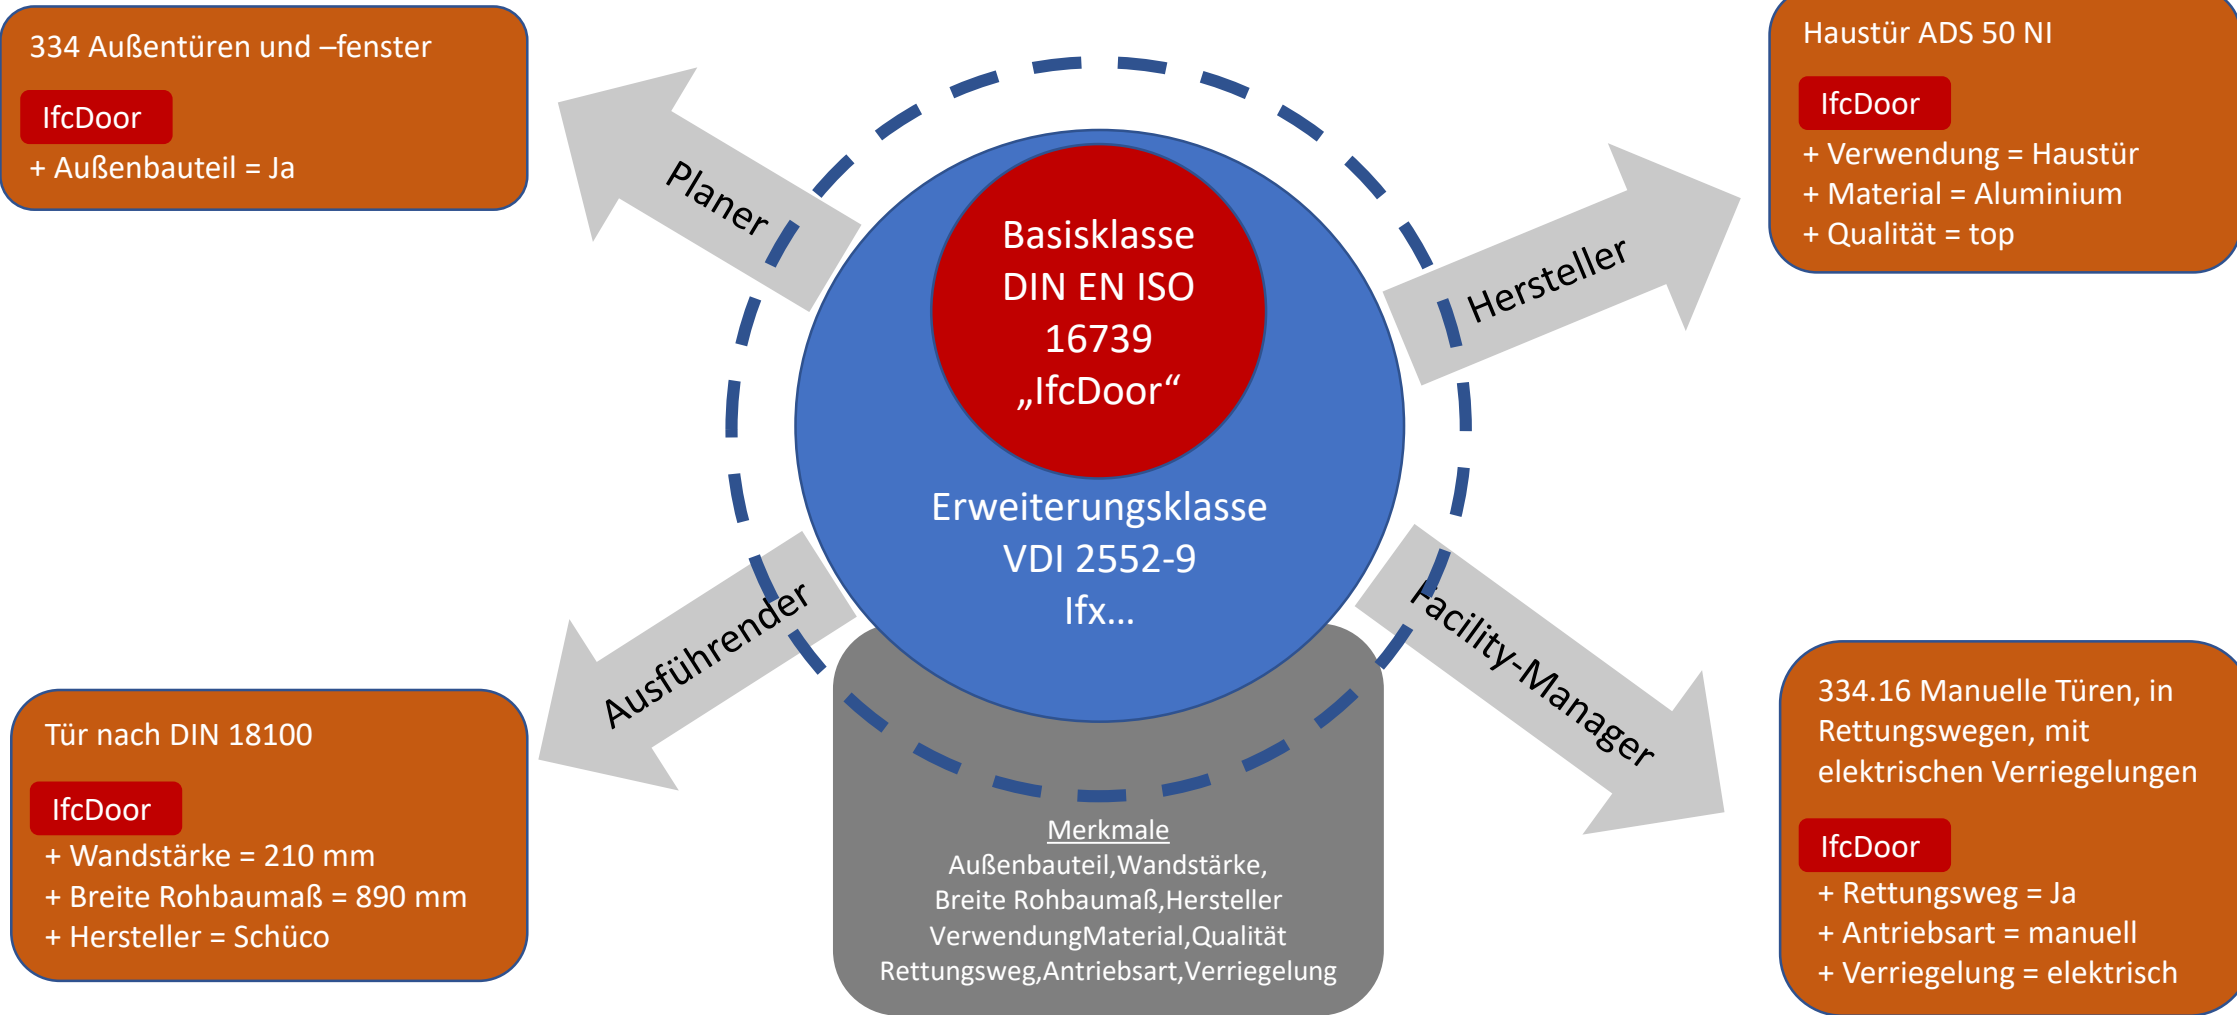 334 Außentüren und –fenster
IfcDoor
+ Außenbauteil = Ja
Planer
Basisklasse
DIN EN ISO
16739
„IfcDoor“
Erweiterungsklasse
VDI 2552-9
Ifx...
Hersteller
Haustür ADS 50 NI
IfcDoor
+ Verwendung = Haustür
+ Material = Aluminium
+ Qualität = top
Ausführender
Tür nach DIN 18100
IfcDoor
+ Wandstärke = 210 mm
+ Breite Rohbaumaß = 890 mm
+ Hersteller = Schüco
Merkmale
Außenbauteil,Wandstärke,
Breite Rohbaumaß,Hersteller
VerwendungMaterial,Qualität
Rettungsweg,Antriebsart,Verriegelung
Facility-Manager
334.16 Manuelle Türen, in
Rettungswegen, mit
elektrischen Verriegelungen
IfcDoor
+ Rettungsweg = Ja
+ Antriebsart = manuell
+ Verriegelung = elektrisch